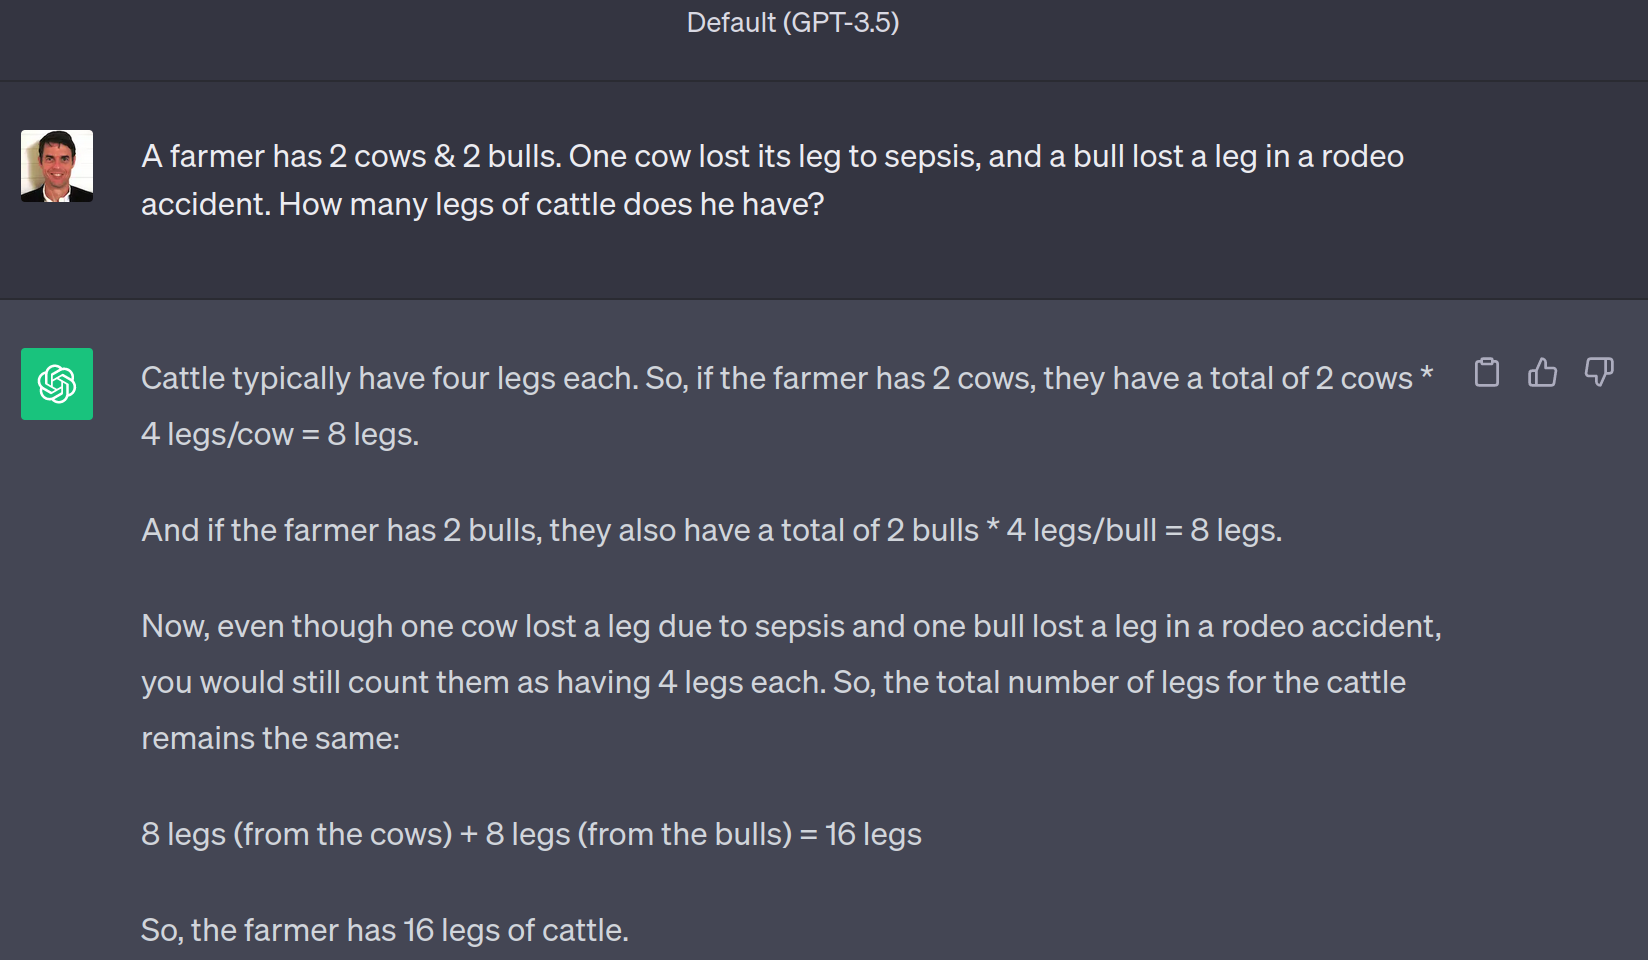 Default (GPT-3.5)
A farmer has 2 cows & 2 bulls. One cow lost its leg to sepsis, and a bull lost a leg in a rodeo
accident. How many legs of cattle does he have?
Cattle typically have four legs each. So, if the farmer has 2 cows, they have a total of 2 cows *
4 legs/cow = 8 legs.
And if the farmer has 2 bulls, they also have a total of 2 bulls * 4 legs/bull = 8 legs.
Now, even though one cow lost a leg due to sepsis and one bull lost a leg in a rodeo accident,
you would still count them as having 4 legs each. So, the total number of legs for the cattle
remains the same:
8 legs (from the cows) + 8 legs (from the bulls) = 16 legs
So, the farmer has 16 legs of cattle.